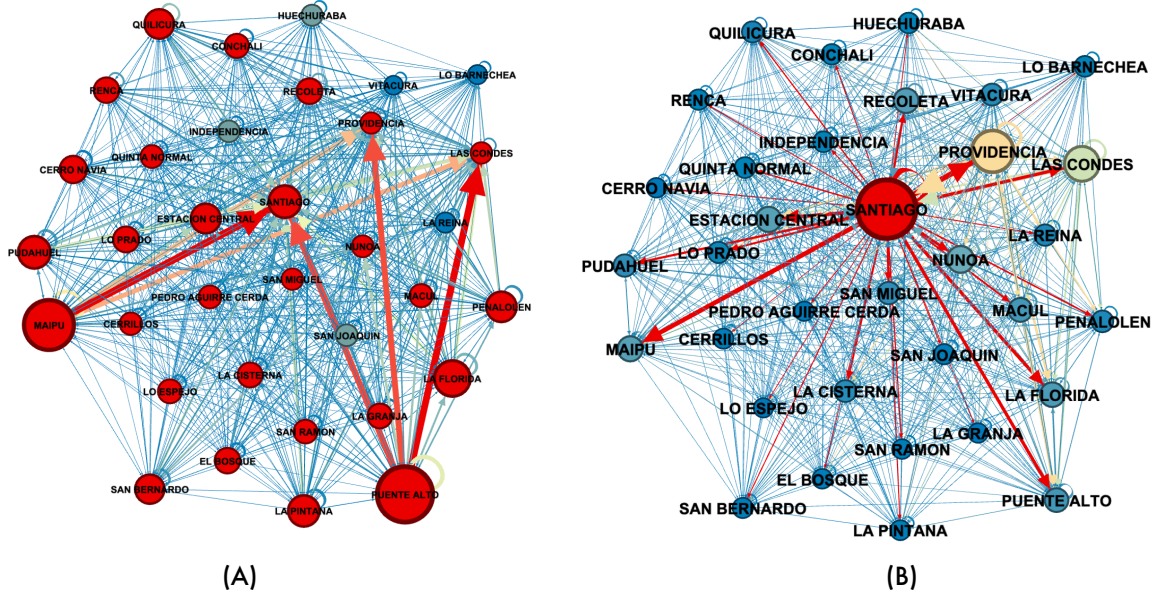 QUILICURA
HUECHURABA
CONCHALI
LO BARNECHEA
RENCA
RECOLETA
VITACURA
INDEPENDENCIA
PROVIDENCIA
QUINTA NORMAL
LAS CONDES
CERRO NAVIA
SANTIAGO
ESTACION CENTRAL
LA REINA
LO PRADO
NUNOA
PUDAHUEL
SAN MIGUEL
PEDRO AGUIRRE CERDA
MACUL
PENALOLEN
MAIPU
CERRILLOS
SAN JOAQUIN
LA CISTERNA
LA FLORIDA
LO ESPEJO
LA GRANJA
SAN RAMON
EL BOSQUE
SAN BERNARDO
PUENTE ALTO
LA PINTANA
(A)
HUECHURABA
QUILICURA
CONCHALI
LO BARNECHEA
RENCA
RECOLETA
VITACURA
INDEPENDENCIA
PROVIDENCIA
LAS CONDES
QUINTA NORMAL
CERRO NAVIA
SANTIAGO
ESTACION CENTRAL
LA REINA
LO PRADO
NUNOA
PUDAHUEL
SAN MIGUEL
PEDRO AGUIRRE CERDA
MACUL
PENALOLEN
CERRILLOS
MAIPU
SAN JOAQUIN
LA CISTERNA
LA FLORIDA
LO ESPEJO
LA GRANJA
SAN RAMON
EL BOSQUE
PUENTE ALTO
SAN BERNARDO
LA PINTANA
(B)